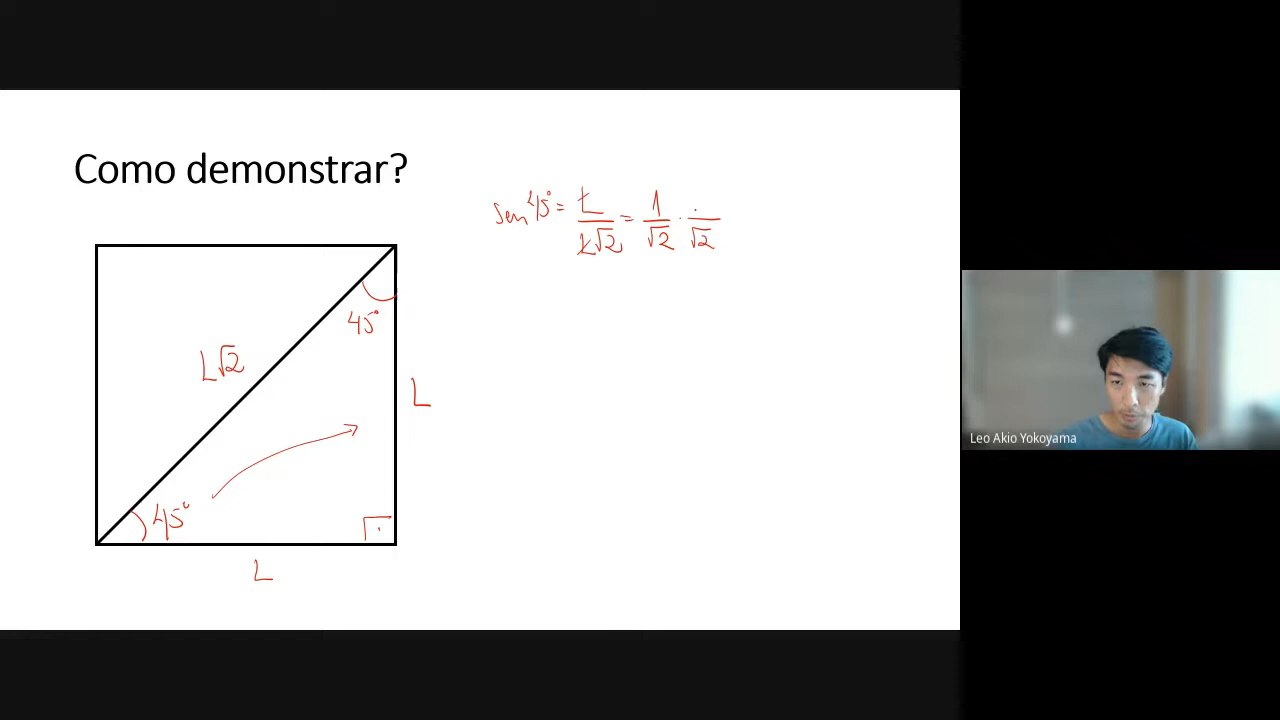 Como demonstrar?
sen 45° = L/L√2 = 1/√2 · /√2
45°
L√2
L
45°
L
Leo Akio Yokoyama